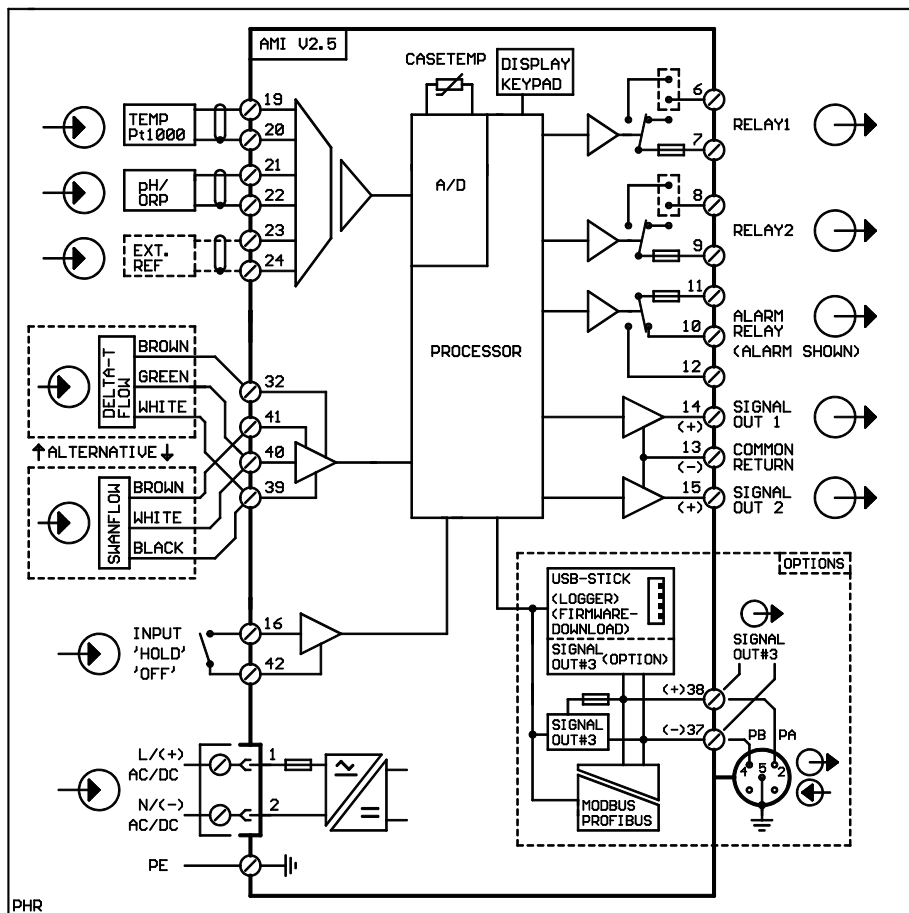 AMI V2.5
CASETEMP
DISPLAY
KEYPAD
TEMP
Pt1000
19
20
pH/
ORP
21
22
EXT.
REF
23
24
A/D
PROCESSOR
6
7
RELAY1
8
9
RELAY2
11
10
12
ALARM
RELAY
(ALARM SHOWN)
14
(+)
SIGNAL
OUT 1
13
(-)
COMMON
RETURN
15
(+)
SIGNAL
OUT 2
DELTA-T
FLOW
BROWN
GREEN
WHITE
32
41
40
39
↑ALTERNATIVE↓
SWANFLOW
BROWN
WHITE
BLACK
INPUT
'HOLD'
'OFF'
16
42
OPTIONS
USB-STICK
(LOGGER)
(FIRMWARE-
DOWNLOAD)
SIGNAL
OUT#3 (OPTION)
SIGNAL
OUT#3
(+)38
(-)37
SIGNAL
OUT#3
PB PA
4 5 2
MODBUS
PROFIBUS
L/(+)
AC/DC
1
N/(-)
AC/DC
2
PE
PHR